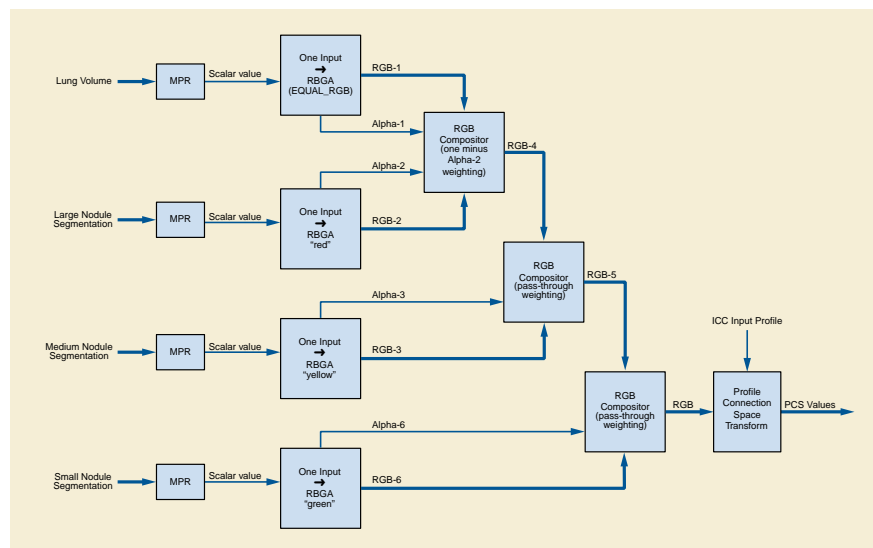 Lung Volume
MPR
Scalar value
One Input
➔
RBGA
(EQUAL_RGB)
RGB-1
Alpha-1
RGB
Compositor
(one minus
Alpha-2
weighting)
RGB-4
Alpha-2
Large Nodule
Segmentation
MPR
Scalar value
One Input
➔
RBGA
“red”
RGB-2
RGB
Compositor
(pass-through
weighting)
RGB-5
Alpha-3
Medium Nodule
Segmentation
MPR
Scalar value
One Input
➔
RBGA
“yellow”
RGB-3
ICC Input Profile
RGB
Compositor
(pass-through
weighting)
RGB
Profile
Connection
Space
Transform
PCS Values
Alpha-6
Small Nodule
Segmentation
MPR
Scalar value
One Input
➔
RBGA
“green”
RGB-6